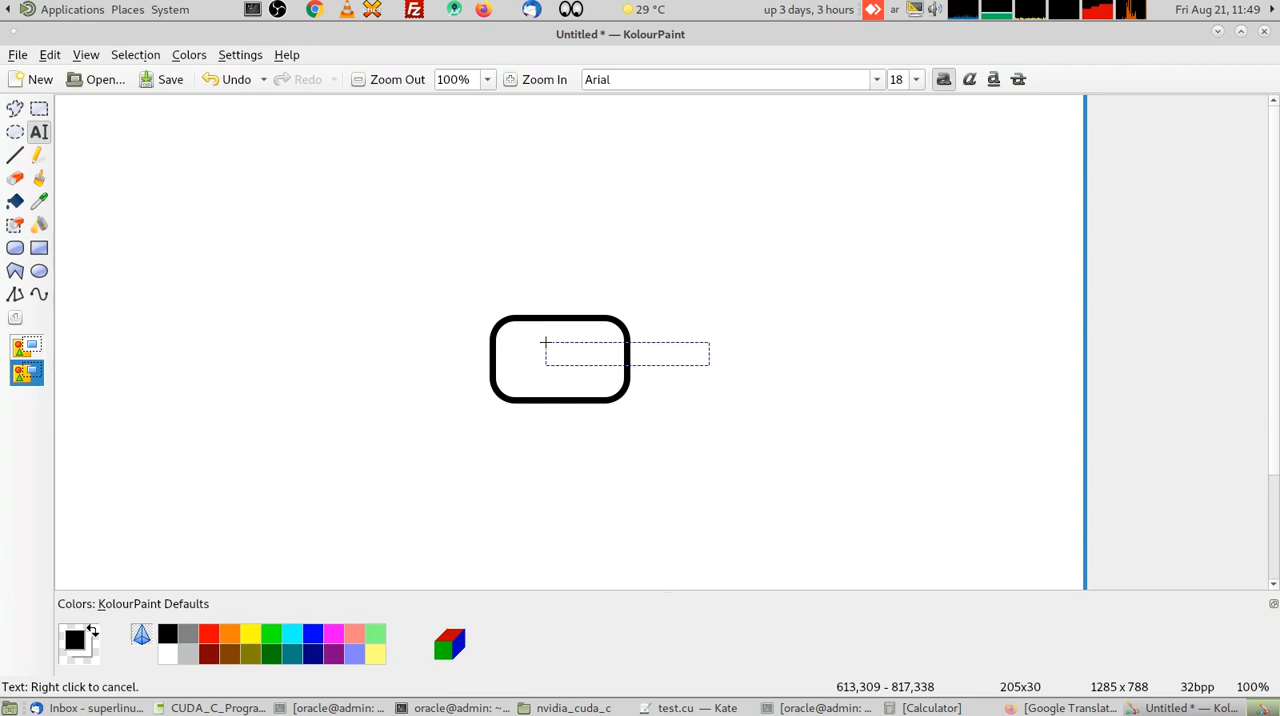 Applications Places System
29 °C
up 3 days, 3 hours
ar
Fri Aug 21, 11:49
Untitled * — KolourPaint
File Edit View Selection Colors Settings Help
New Open... Save Undo Redo Zoom Out 100% Zoom In Arial 18
Colors: KolourPaint Defaults
Text: Right click to cancel. 613,309 - 817,338 205x30 1285 x 788 32bpp 100%
Inbox - superlinu... CUDA_C_Progra... [oracle@admin: ... oracle@admin: ~... nvidia_cuda_c test.cu — Kate [oracle@admin: ... [Calculator] [Google Translat... Untitled * — Kol...